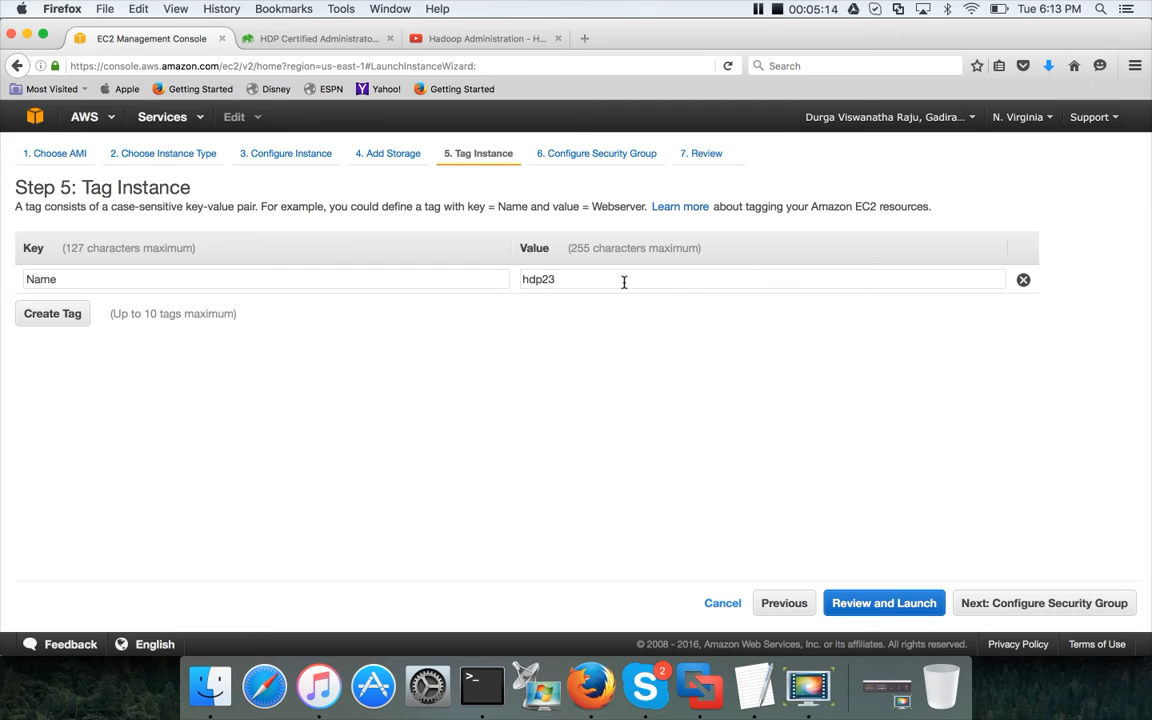 Firefox File Edit View History Bookmarks Tools Window Help 00:05:14 Tue 6:13 PM
EC2 Management Console HDP Certified Administrato... Hadoop Administration - H...
https://console.aws.amazon.com/ec2/v2/home?region=us-east-1#LaunchInstanceWizard: Search
Most Visited Apple Getting Started Disney ESPN Yahoo! Getting Started
AWS Services Edit Durga Viswanatha Raju, Gadira... N. Virginia Support
1. Choose AMI 2. Choose Instance Type 3. Configure Instance 4. Add Storage 5. Tag Instance 6. Configure Security Group 7. Review
Step 5: Tag Instance
A tag consists of a case-sensitive key-value pair. For example, you could define a tag with key = Name and value = Webserver. Learn more about tagging your Amazon EC2 resources.
Key (127 characters maximum) Value (255 characters maximum)
Name hdp23
Create Tag (Up to 10 tags maximum)
Cancel Previous Review and Launch Next: Configure Security Group
Feedback English © 2008 - 2016, Amazon Web Services, Inc. or its affiliates. All rights reserved. Privacy Policy Terms of Use
>_ S 2